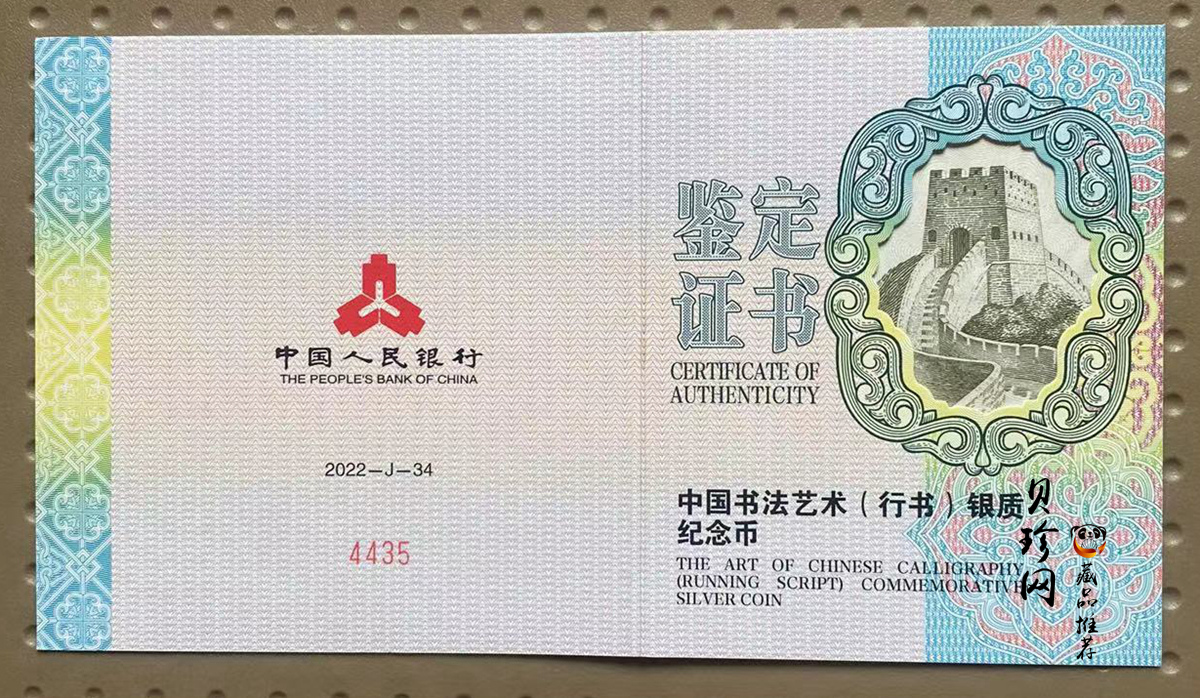 中国人民银行
THE PEOPLE'S BANK OF CHINA
2022-J-34
4435
鉴定
证书
CERTIFICATE OF
AUTHENTICITY
中国书法艺术（行书）银质
纪念币
THE ART OF CHINESE CALLIGRAPHY
(RUNNING SCRIPT) COMMEMORATIVE
SILVER COIN
贝珍网
藏品推荐